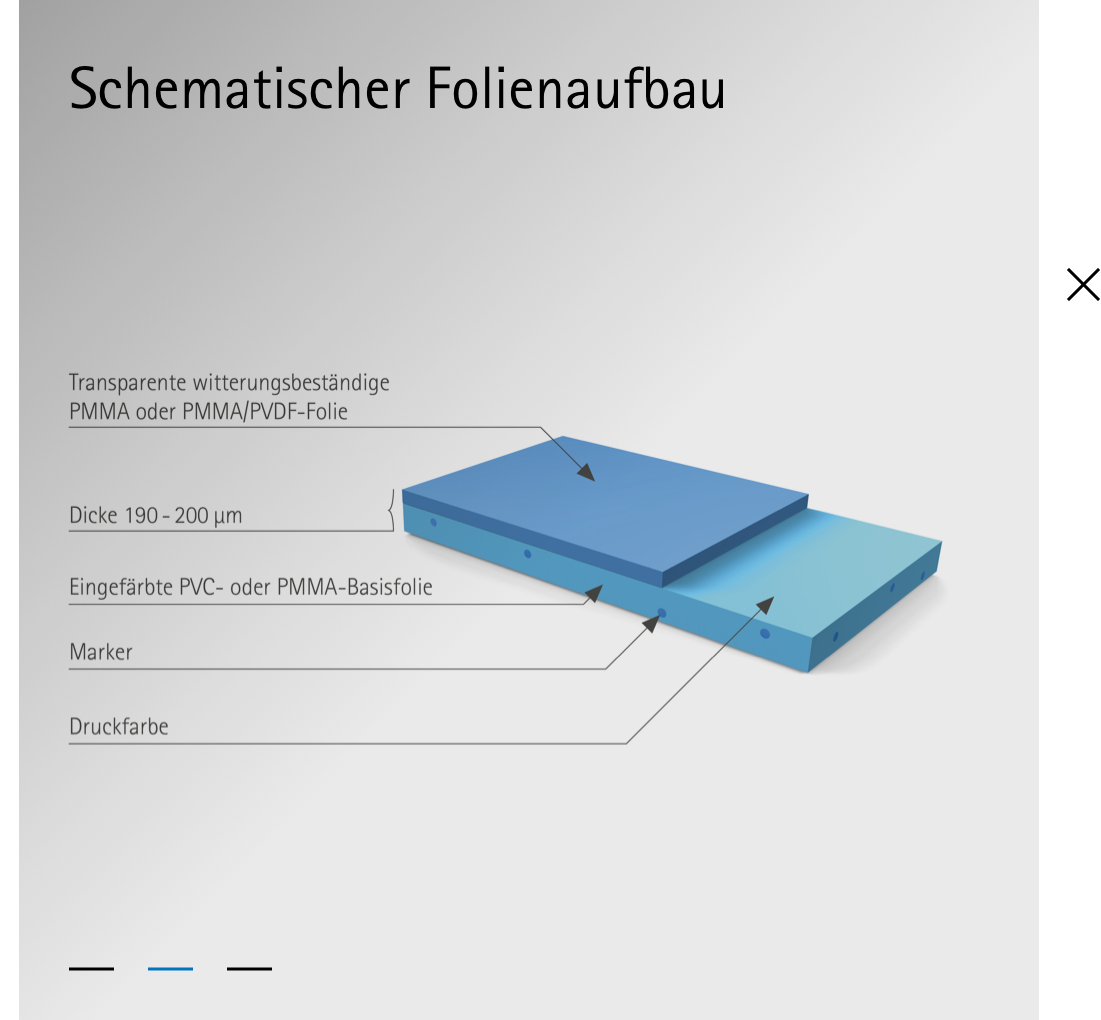 Schematischer Folienaufbau
Transparente witterungsbeständige
PMMA oder PMMA/PVDF-Folie
Dicke 190 - 200 µm
Eingefärbte PVC- oder PMMA-Basisfolie
Marker
Druckfarbe